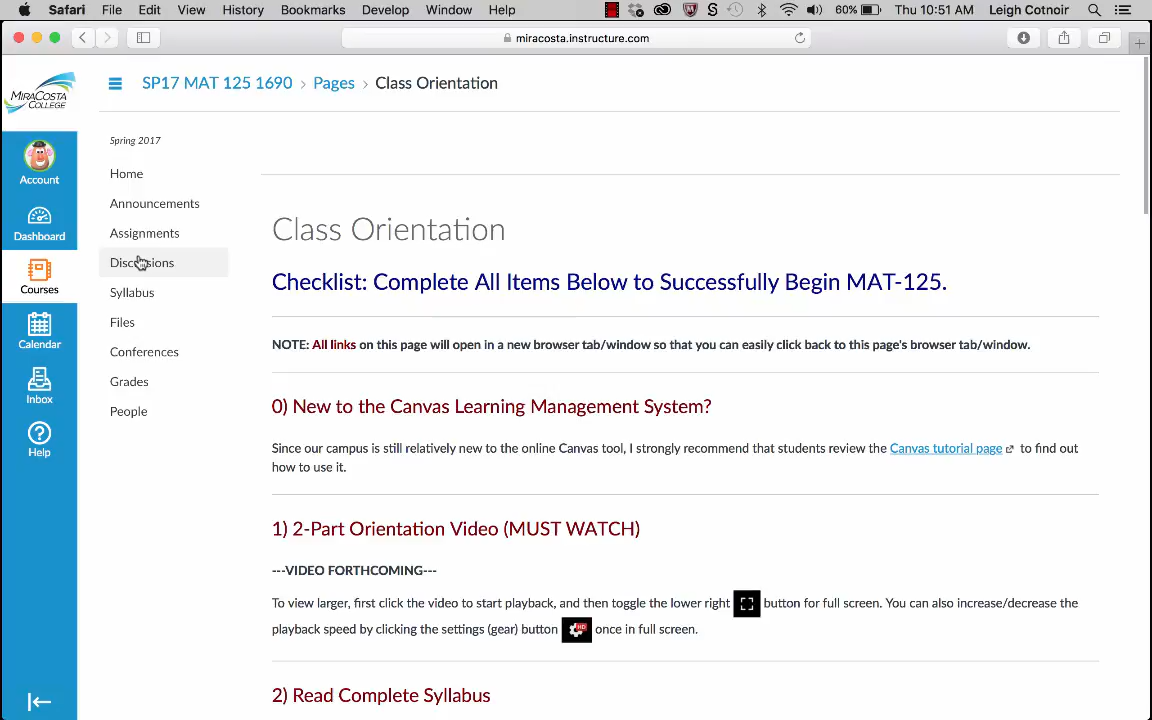 Safari File Edit View History Bookmarks Develop Window Help 60% Thu 10:51 AM Leigh Cotnoir
miracosta.instructure.com
MIRACOSTA COLLEGE
SP17 MAT 125 1690 > Pages > Class Orientation
Account
Dashboard
Courses
Calendar
Inbox
Help
Spring 2017
Home
Announcements
Assignments
Discussions
Syllabus
Files
Conferences
Grades
People
Class Orientation
Checklist: Complete All Items Below to Successfully Begin MAT-125.
NOTE: All links on this page will open in a new browser tab/window so that you can easily click back to this page's browser tab/window.
0) New to the Canvas Learning Management System?
Since our campus is still relatively new to the online Canvas tool, I strongly recommend that students review the Canvas tutorial page to find out
how to use it.
1) 2-Part Orientation Video (MUST WATCH)
---VIDEO FORTHCOMING---
To view larger, first click the video to start playback, and then toggle the lower right button for full screen. You can also increase/decrease the
playback speed by clicking the settings (gear) button HD once in full screen.
2) Read Complete Syllabus